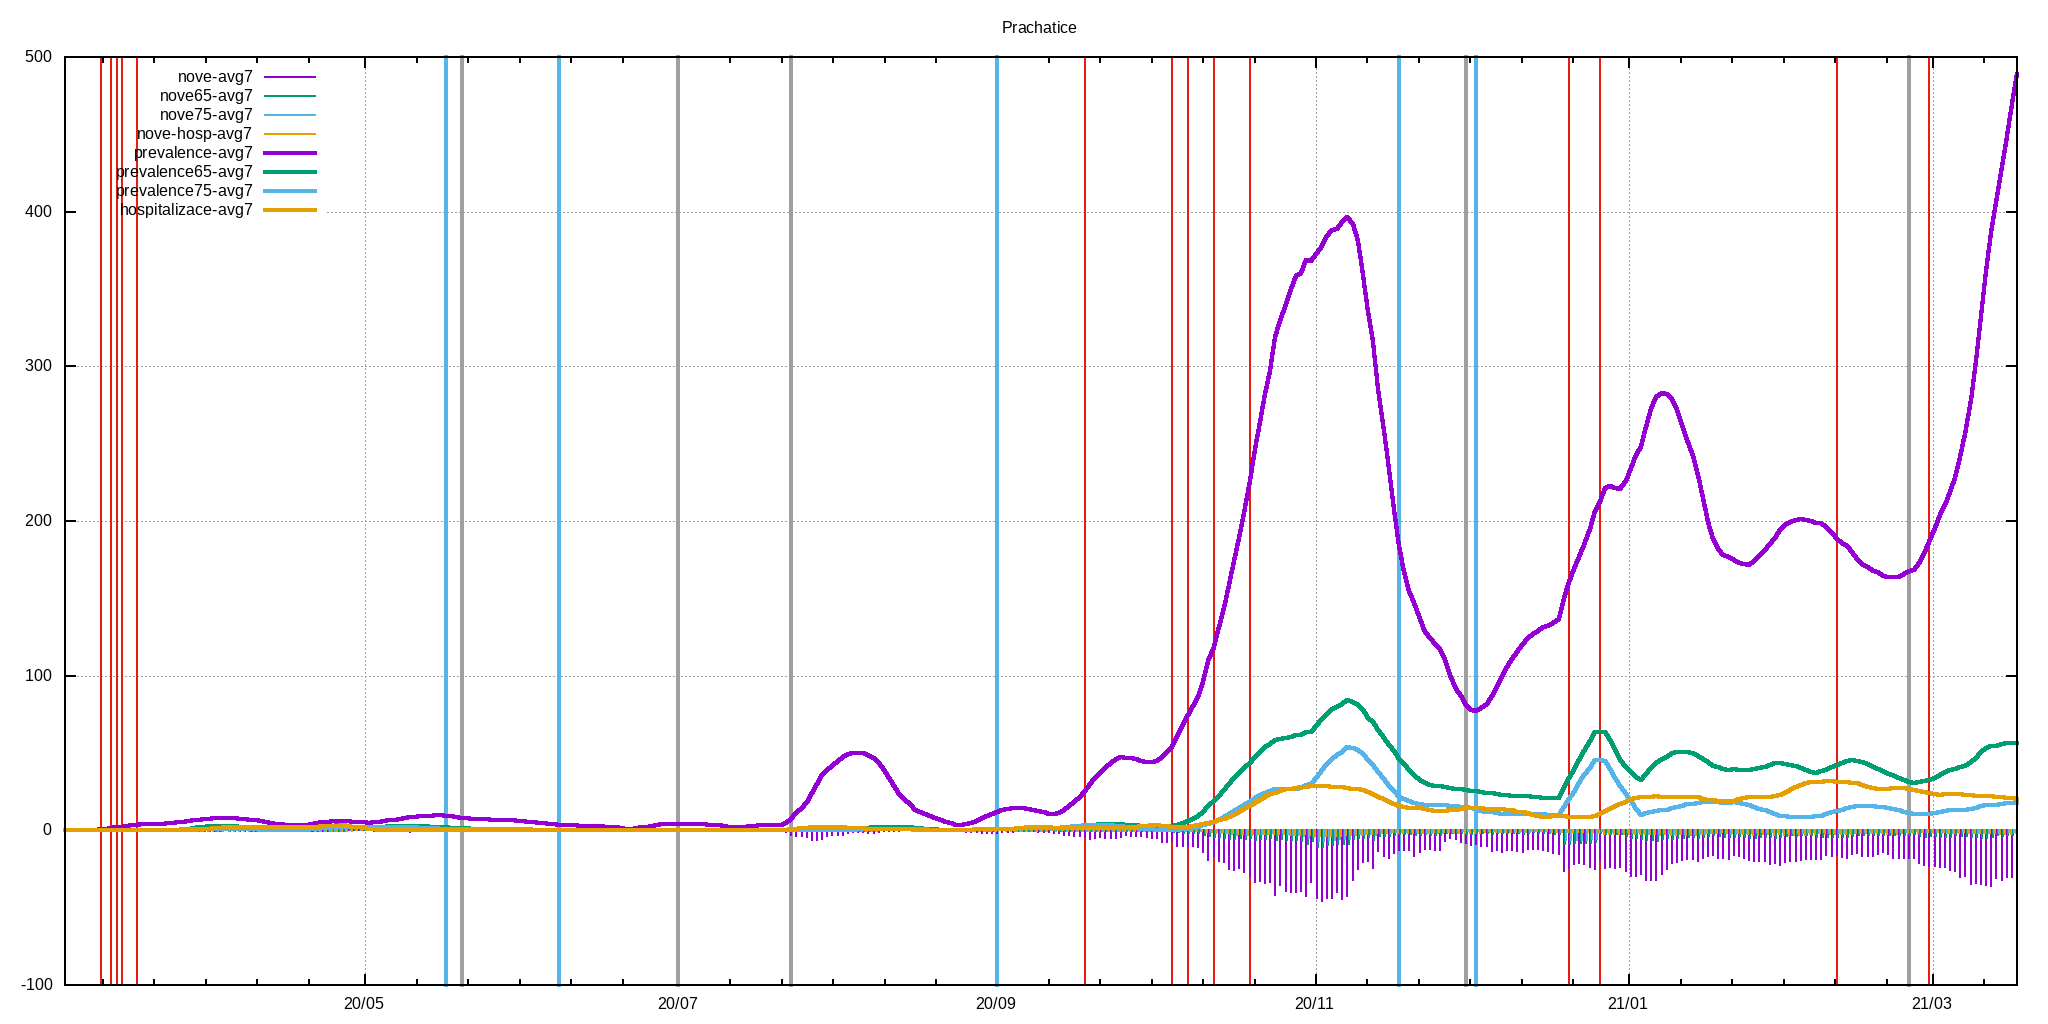 Prachatice
500
400
300
200
100
0
-100
nove-avg7
nove65-avg7
nove75-avg7
nove-hosp-avg7
prevalence-avg7
prevalence65-avg7
prevalence75-avg7
hospitalizace-avg7
20/05
20/07
20/09
20/11
21/01
21/03